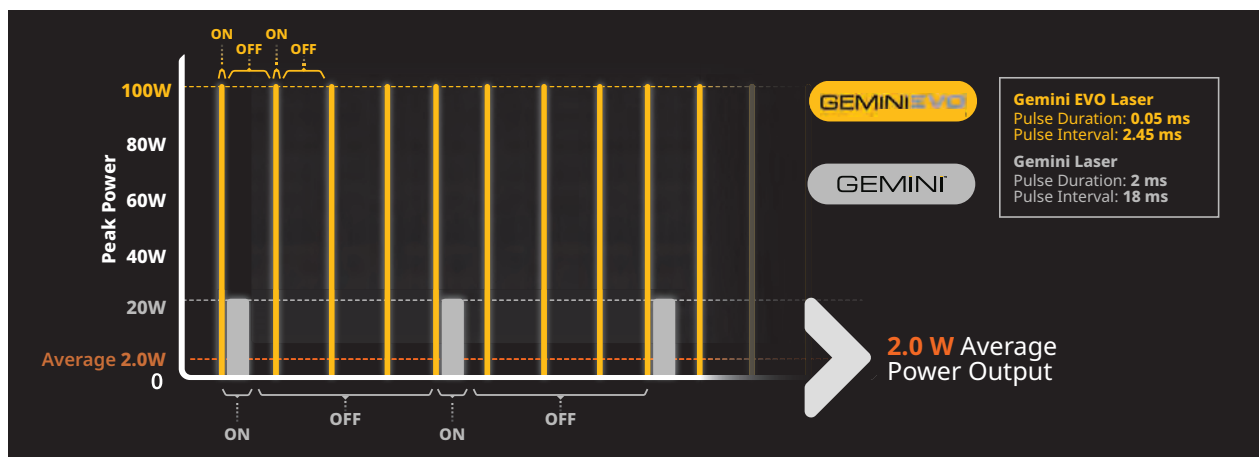 ON
OFF
ON
OFF
Peak Power
100W
80W
60W
40W
20W
Average 2.0W
0
ON
OFF
ON
OFF
GEMINI EVO
GEMINI
Gemini EVO Laser
Pulse Duration: 0.05 ms
Pulse Interval: 2.45 ms
Gemini Laser
Pulse Duration: 2 ms
Pulse Interval: 18 ms
2.0 W Average
Power Output